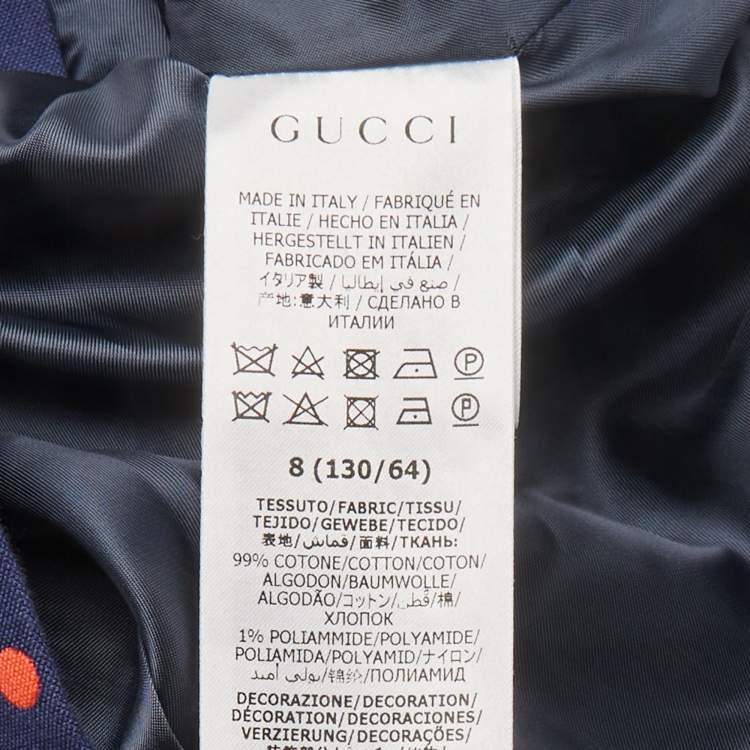 GUCCI
MADE IN ITALY / FABRIQUÉ EN
ITALIE / HECHO EN ITALIA /
HERGESTELLT IN ITALIEN /
FABRICADO EM ITÁLIA /
イタリア製 / صنع في إيطاليا /
产地:意大利 / СДЕЛАНО В
ИТАЛИИ
P
P
8 (130/64)
TESSUTO/FABRIC/TISSU/
TEJIDO/GEWEBE/TECIDO/
表地/قماش/面料/ТКАНЬ:
99% COTONE/COTTON/COTON/
ALGODON/BAUMWOLLE/
ALGODÃO/コットン/قطن/棉/
ХЛОПОК
1% POLIAMMIDE/POLYAMIDE/
POLIAMIDA/POLYAMID/ナイロン/
بولي أميد/锦纶/ПОЛИАМИД
DECORAZIONE/DECORATION/
DÉCORATION/DECORACIÓN/
VERZIERUNG/DECORAÇÕES/